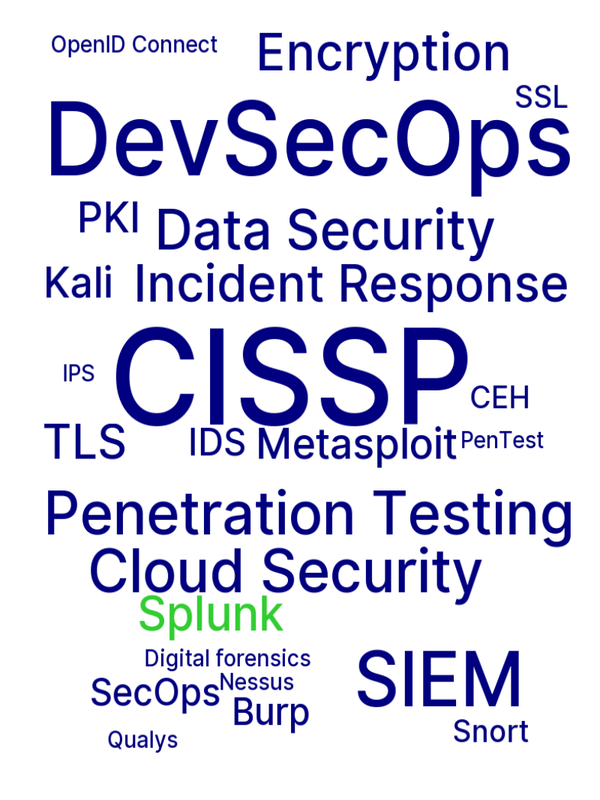 OpenID Connect
Encryption
SSL
DevSecOps
PKI Data Security
Kali Incident Response
CISSP
IPS
CEH
TLS IDS Metasploit PenTest
Penetration Testing
Cloud Security
Splunk
Digital forensics
SIEM
SecOps Nessus
Burp
Snort
Qualys